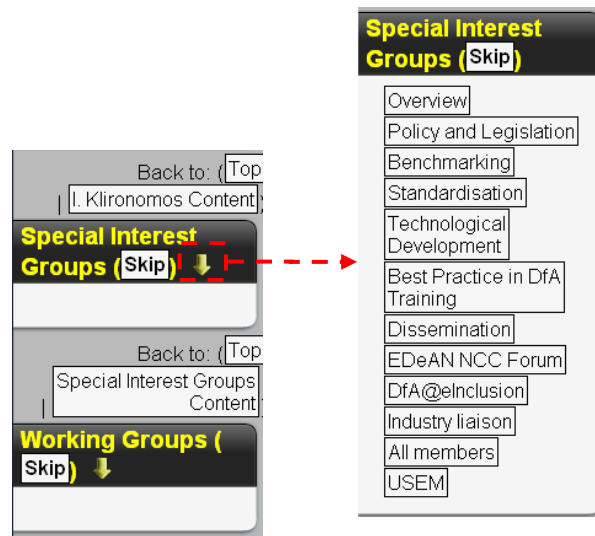 Back to: ( Top
| I. Klironomos Content)
Special Interest
Groups (Skip)
Back to: ( Top
Special Interest Groups
| Content
Working Groups (
Skip)
Special Interest
Groups (Skip)
Overview
Policy and Legislation
Benchmarking
Standardisation
Technological
Development
Best Practice in DfA
Training
Dissemination
EDeAN NCC Forum
DfA@eInclusion
Industry liaison
All members
USEM